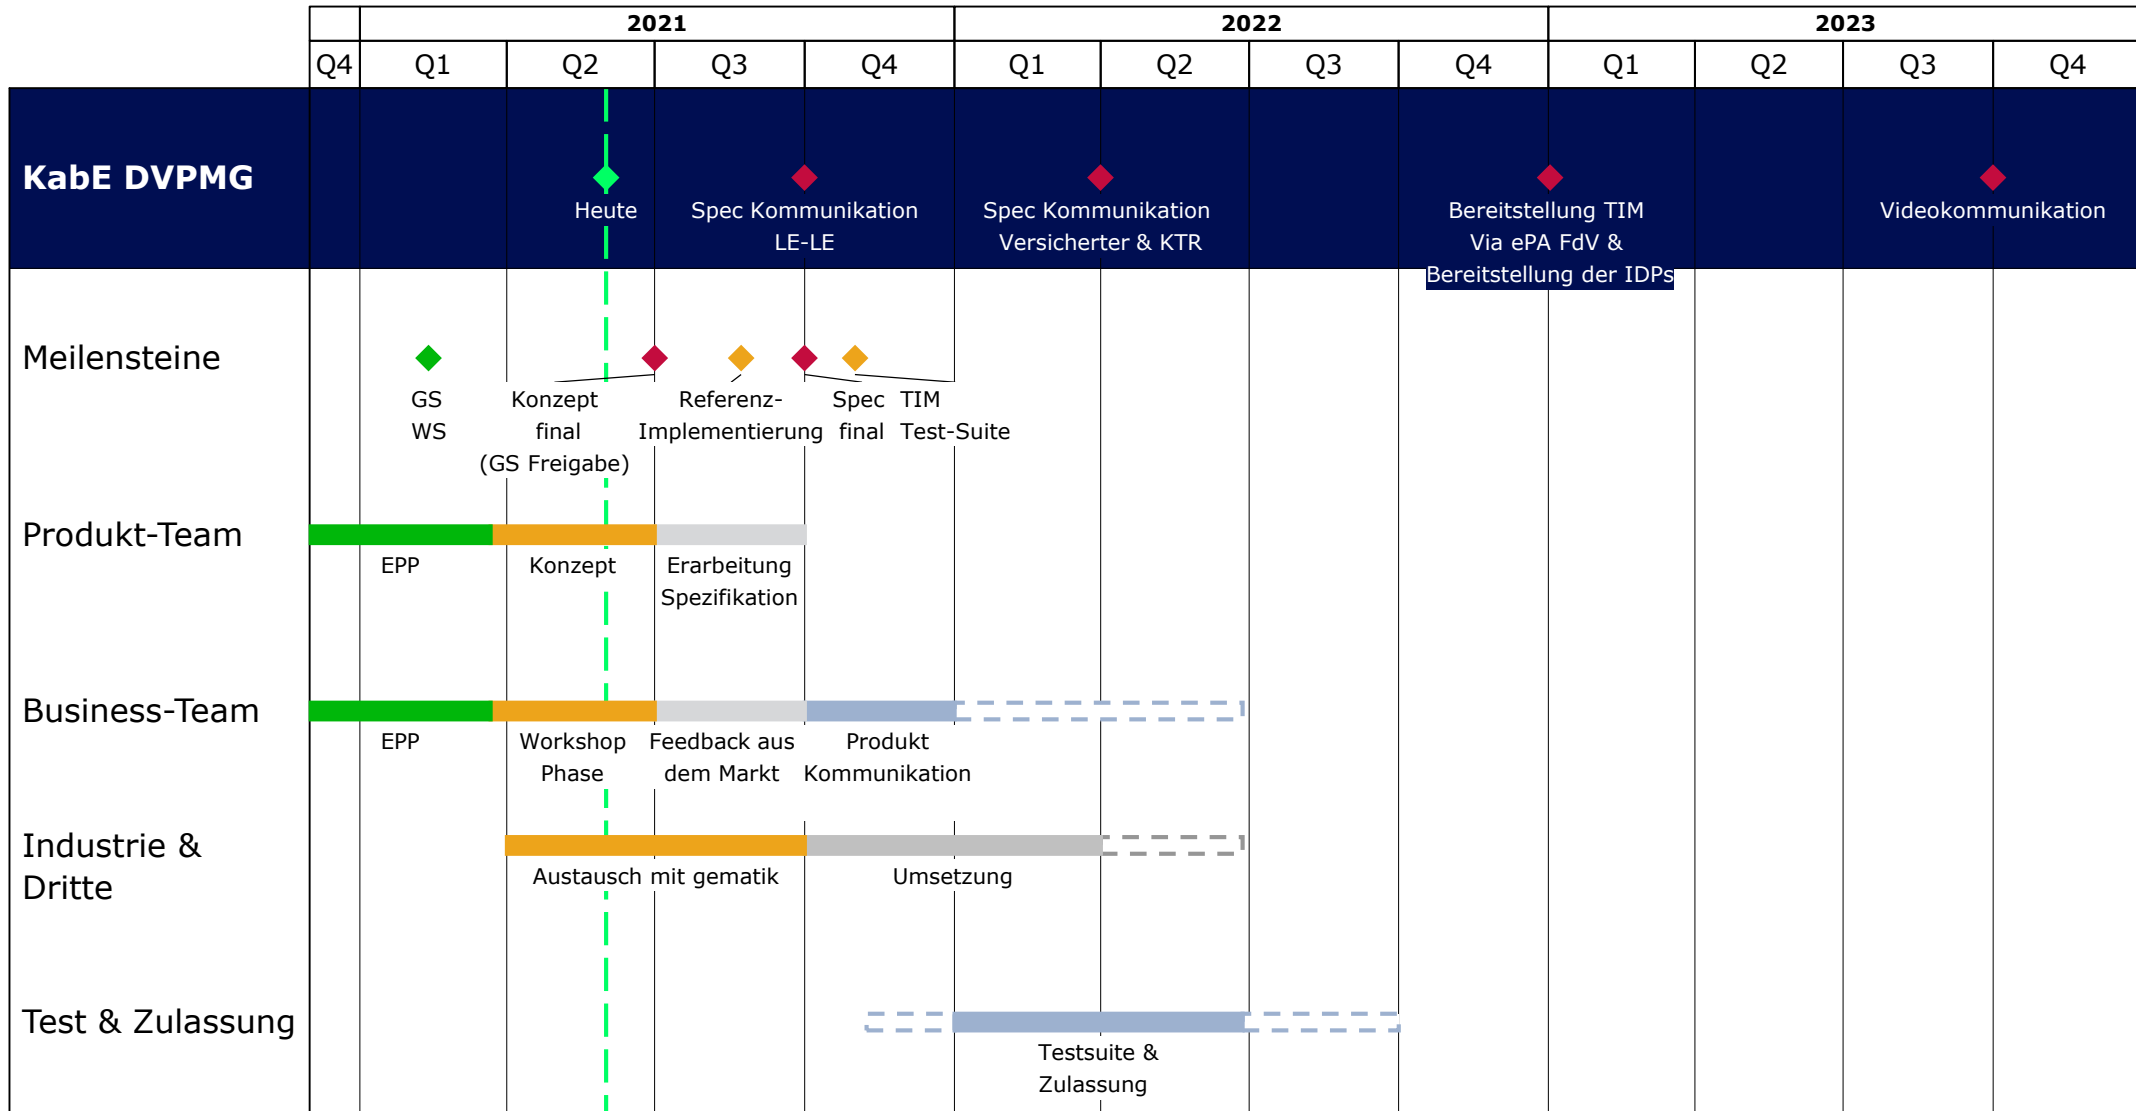 2021 2022 2023
Q4 Q1 Q2 Q3 Q4 Q1 Q2 Q3 Q4 Q1 Q2 Q3 Q4
KabE DVPMG
Heute
Spec Kommunikation
LE-LE
Spec Kommunikation
Versicherter & KTR
Bereitstellung TIM
Via ePA FdV &
Bereitstellung der IDPs
Videokommunikation
Meilensteine
GS
WS
Konzept
final
(GS Freigabe)
Referenz-
Implementierung
Spec
final
TIM
Test-Suite
Produkt-Team
EPP
Konzept
Erarbeitung
Spezifikation
Business-Team
EPP
Workshop
Phase
Feedback aus
dem Markt
Produkt
Kommunikation
Industrie &
Dritte
Austausch mit gematik
Umsetzung
Test & Zulassung
Testsuite &
Zulassung